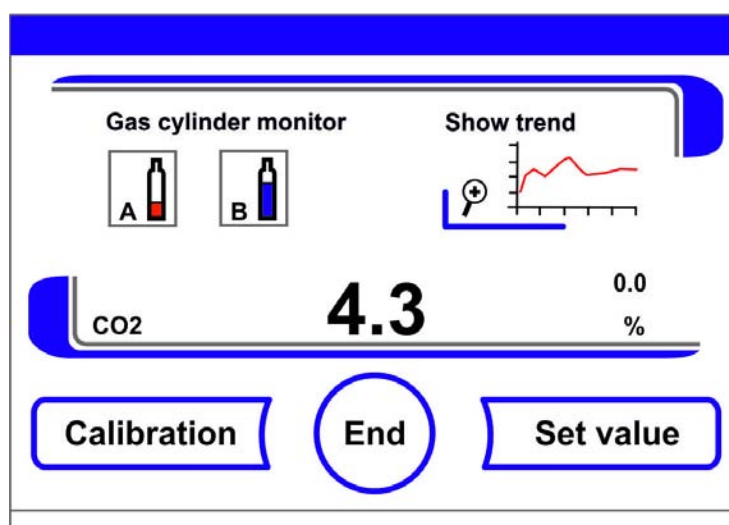 Gas cylinder monitor
Show trend
A
B
0.0
CO2
4.3
%
Calibration
End
Set value